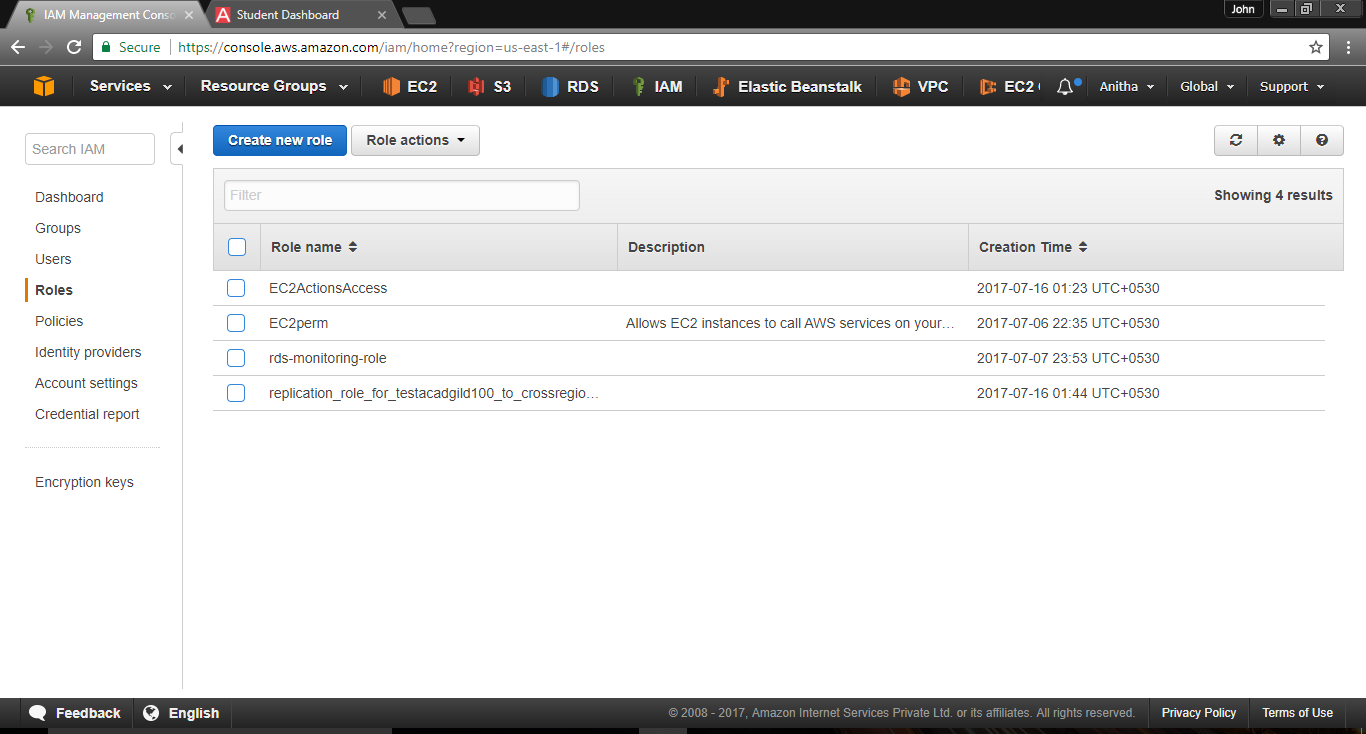 IAM Management Conso
Student Dashboard
John
Secure https://console.aws.amazon.com/iam/home?region=us-east-1#/roles
Services Resource Groups EC2 S3 RDS IAM Elastic Beanstalk VPC EC2 Anitha Global Support
Search IAM
Dashboard
Groups
Users
Roles
Policies
Identity providers
Account settings
Credential report
Encryption keys
Create new role Role actions
Filter
Showing 4 results
Role name Description Creation Time
EC2ActionsAccess 2017-07-16 01:23 UTC+0530
EC2perm Allows EC2 instances to call AWS services on your… 2017-07-06 22:35 UTC+0530
rds-monitoring-role 2017-07-07 23:53 UTC+0530
replication_role_for_testacadgild100_to_crossregio… 2017-07-16 01:44 UTC+0530
Feedback English © 2008 - 2017, Amazon Internet Services Private Ltd. or its affiliates. All rights reserved. Privacy Policy Terms of Use